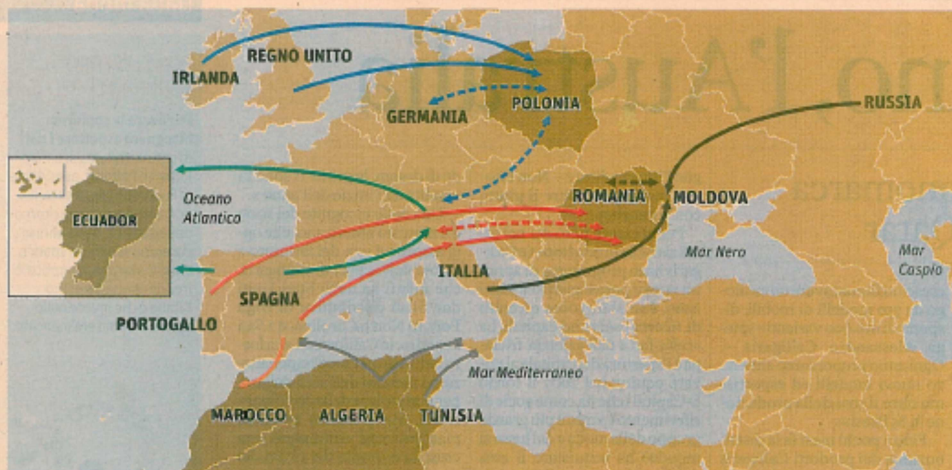 REGNO UNITO
IRLANDA
GERMANIA
POLONIA
RUSSIA
ECUADOR
Oceano
Atlantico
ROMANIA
MOLDOVA
Mar Nero
Mar
Caspio
ITALIA
SPAGNA
PORTOGALLO
Mar Mediterraneo
MAROCCO
ALGERIA
TUNISIA